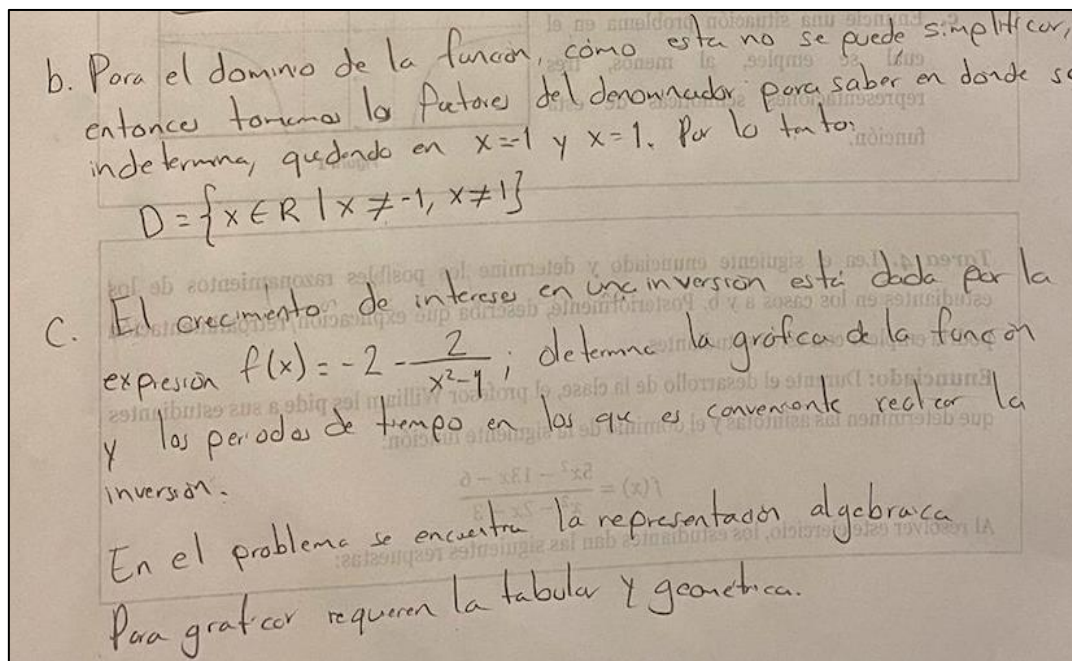 b. Para el dominio de la función, cómo esta no se puede simplificar,
entonces tomamos los factores del denominador para saber en donde se
indetermina, quedando en x=-1 y x=1. Por lo tanto:
D = {x ∈ R | x ≠ -1, x ≠ 1}
C. El crecimiento de intereses en una inversión está dada por la
expresión f(x) = -2 - 2/(x²-1); determine la gráfica de la función
y los periodos de tiempo en los que es conveniente realizar la
inversión.
En el problema se encuentra la representación algebraica
Para graficar requieren la tabular y geométrica.